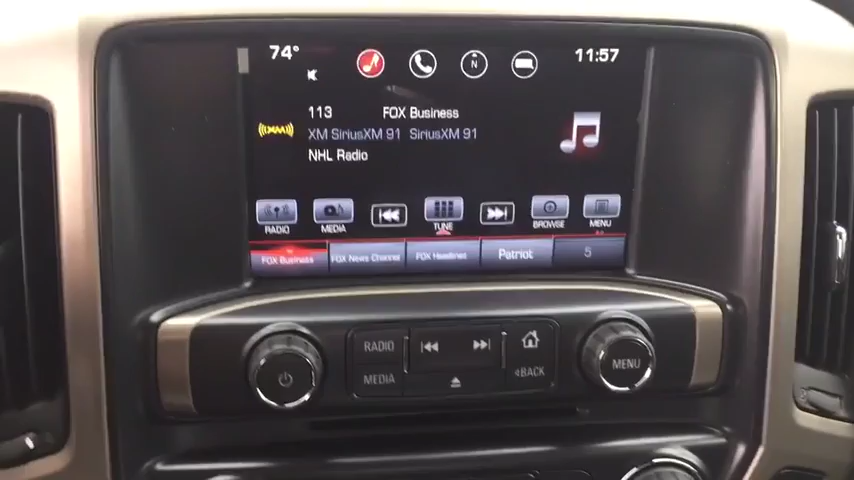 74° N 11:57
113 FOX Business
XM XM SiriusXM 91 SiriusXM 91
NHL Radio
RADIO MEDIA TUNE BROWSE MENU
FOX Business FOX News Channel FOX Headlines Patriot 5
RADIO MENU
MEDIA <BACK